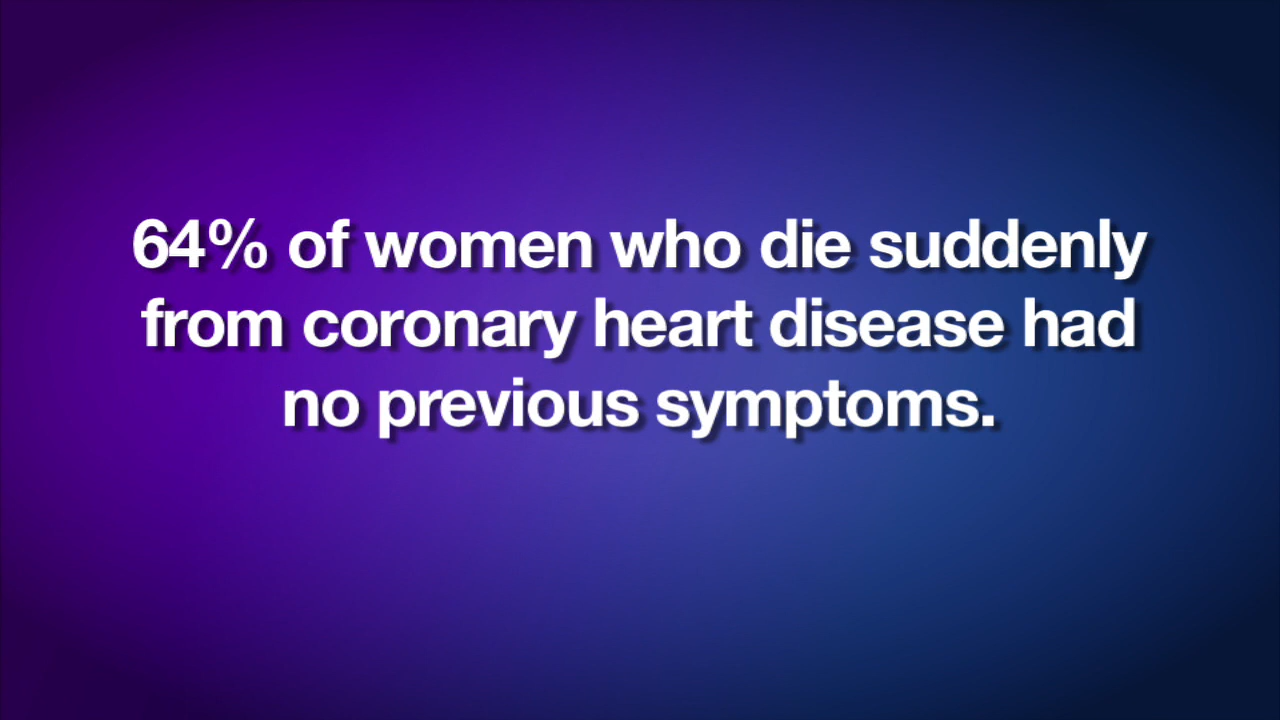 64% of women who die suddenly
from coronary heart disease had
no previous symptoms.